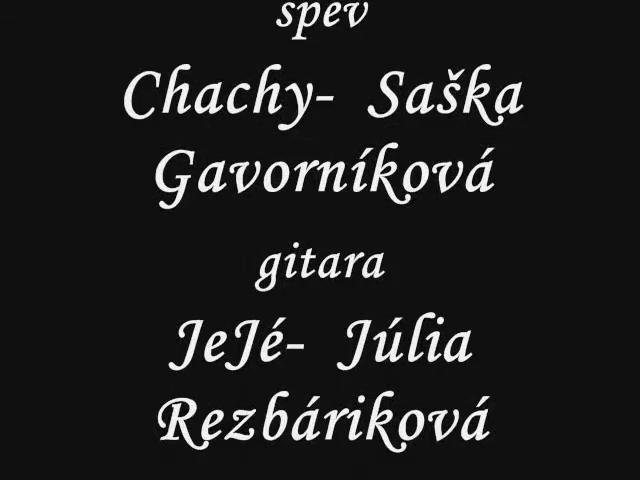 spev
Chachy- Saška
Gavorníková
gitara
JeJé- Júlia
Rezbáriková